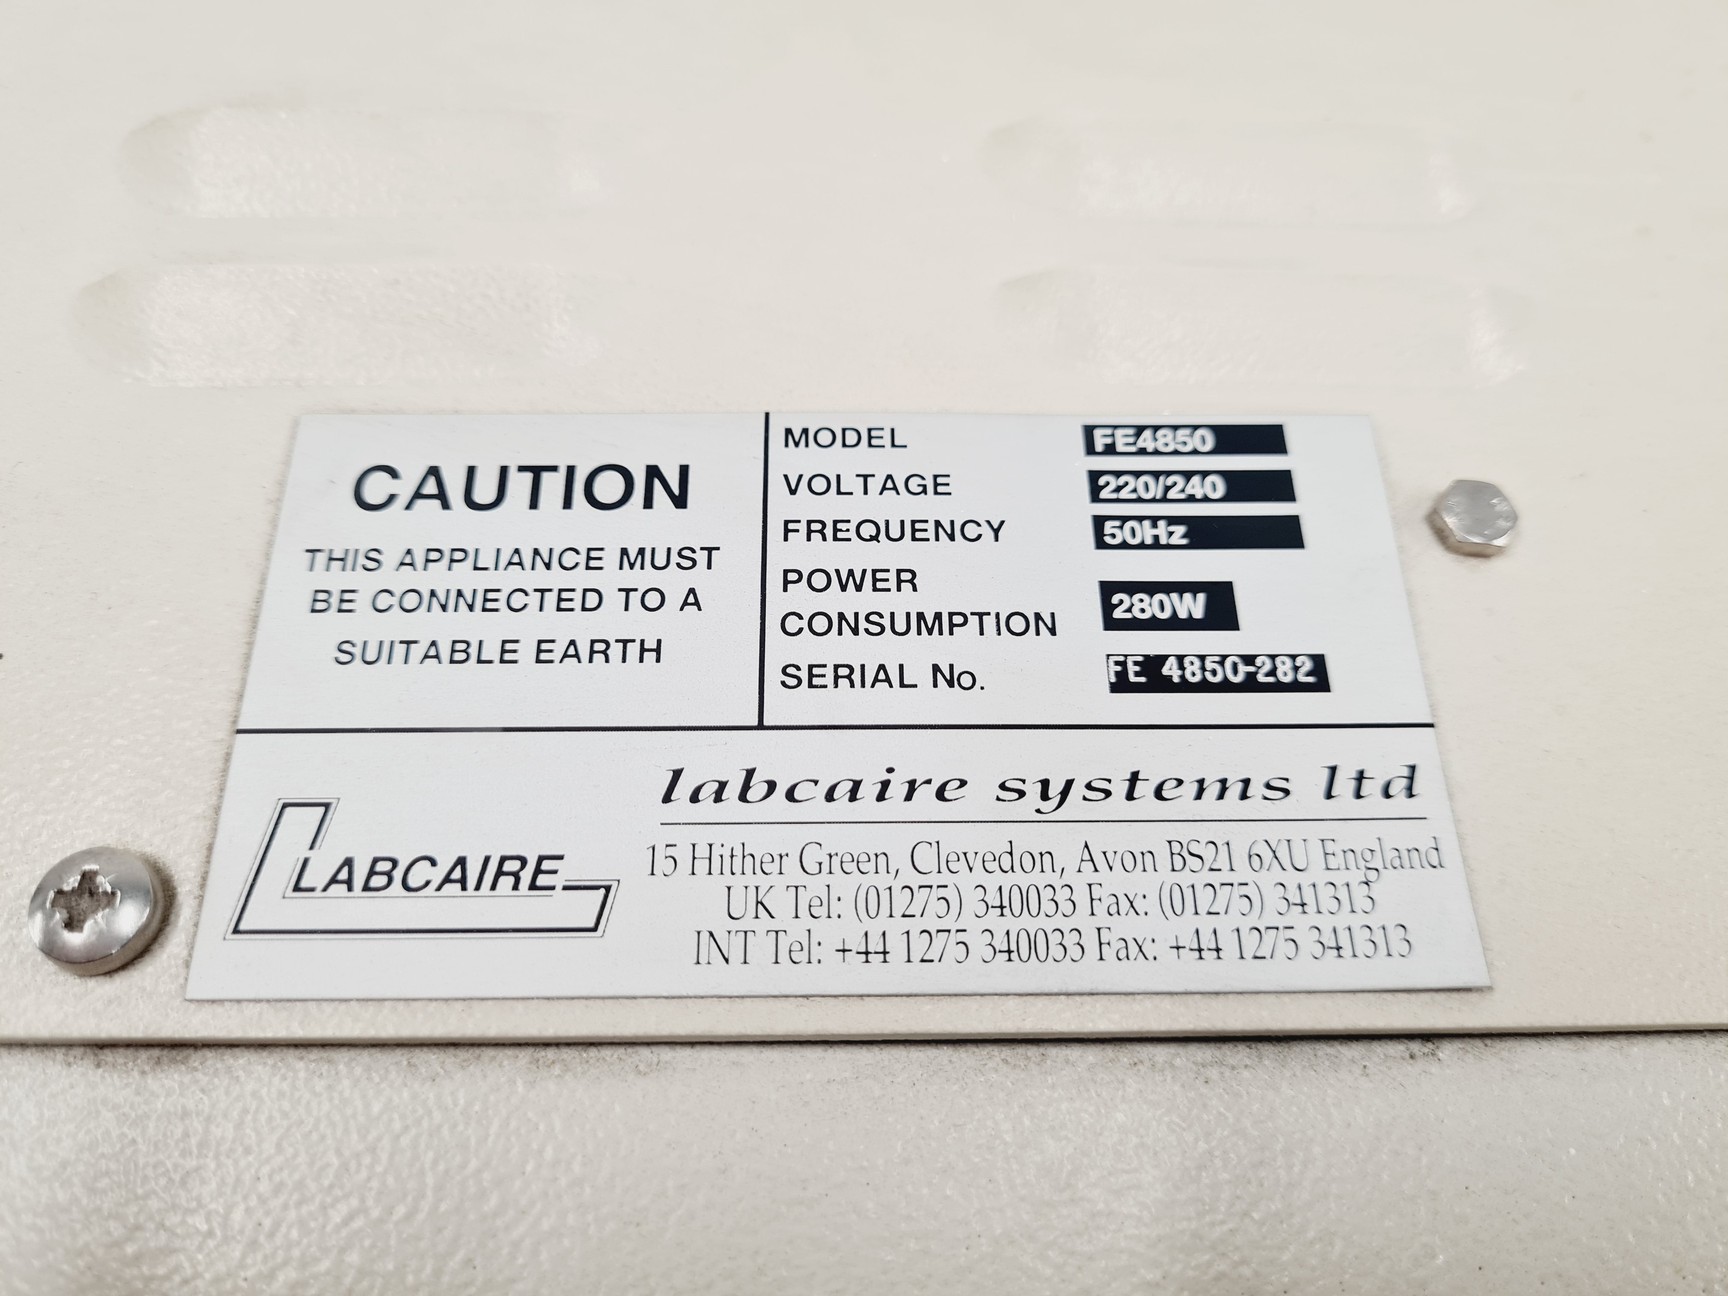 CAUTION
THIS APPLIANCE MUST
BE CONNECTED TO A
SUITABLE EARTH
MODEL FE4850
VOLTAGE 220/240
FREQUENCY 50Hz
POWER
CONSUMPTION 280W
SERIAL No. FE 4850-282
LABCAIRE
labcaire systems ltd
15 Hither Green, Clevedon, Avon BS21 6XU England
UK Tel: (01275) 340033 Fax: (01275) 341313
INT Tel: +44 1275 340033 Fax: +44 1275 341313